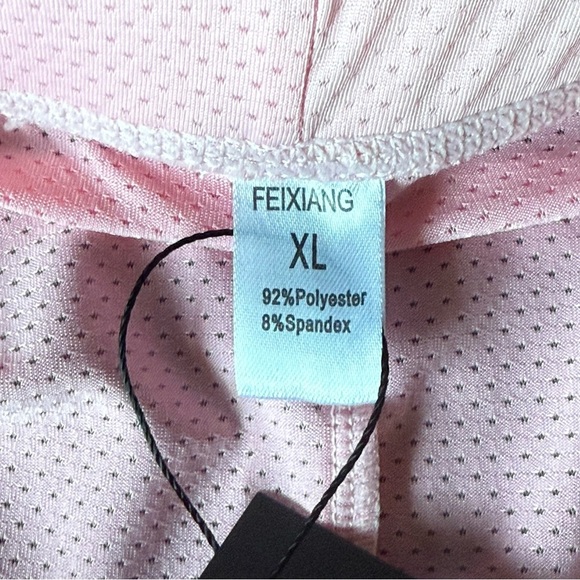 FEIXIANG
XL
92%Polyester
8%Spandex